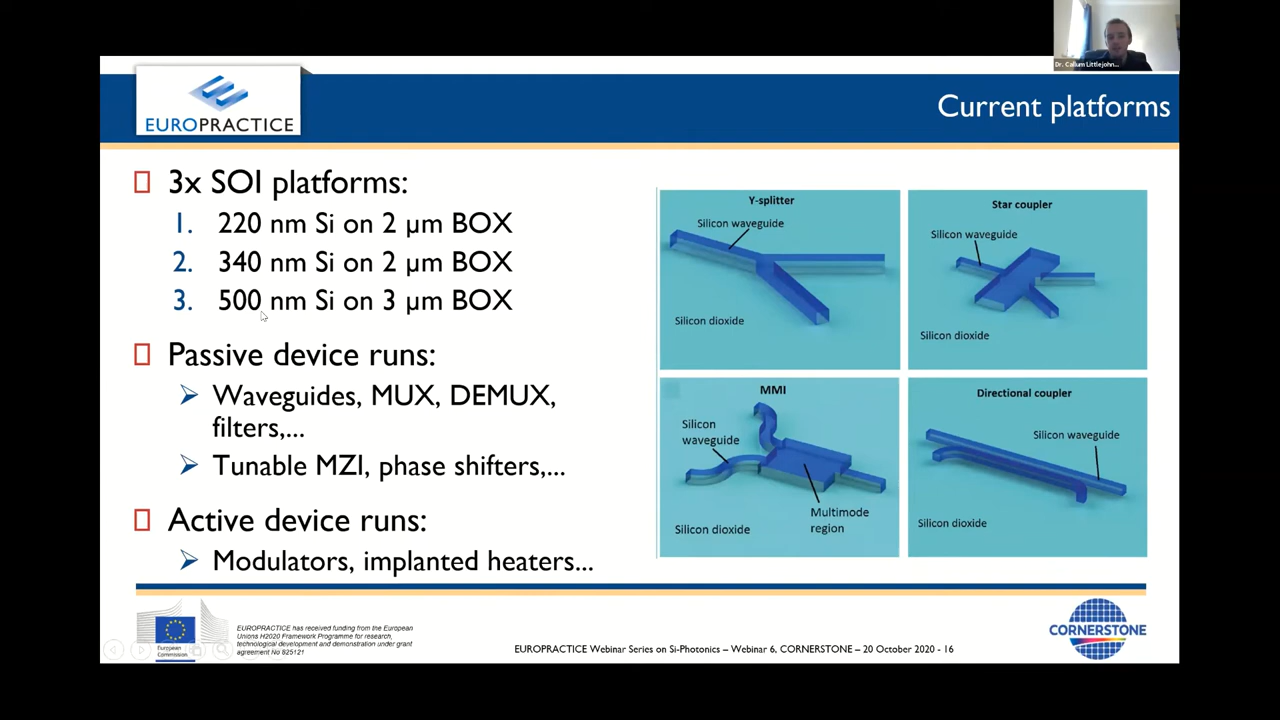 Dr. Callum Littlejohn...
EUROPRACTICE
Current platforms
3x SOI platforms:
1. 220 nm Si on 2 µm BOX
2. 340 nm Si on 2 µm BOX
3. 500 nm Si on 3 µm BOX
Passive device runs:
Waveguides, MUX, DEMUX,
filters,...
Tunable MZI, phase shifters,...
Active device runs:
Modulators, implanted heaters...
Y-splitter
Silicon waveguide
Silicon dioxide
Star coupler
Silicon waveguide
Silicon dioxide
MMI
Silicon
waveguide
Multimode
region
Silicon dioxide
Directional coupler
Silicon waveguide
Silicon dioxide
European
Commission
EUROPRACTICE has received funding from the European
Unions H2020 Framework Programme for research,
technological development and demonstration under grant
agreement No 825121
EUROPRACTICE Webinar Series on Si-Photonics – Webinar 6, CORNERSTONE – 20 October 2020 - 16
CORNERSTONE